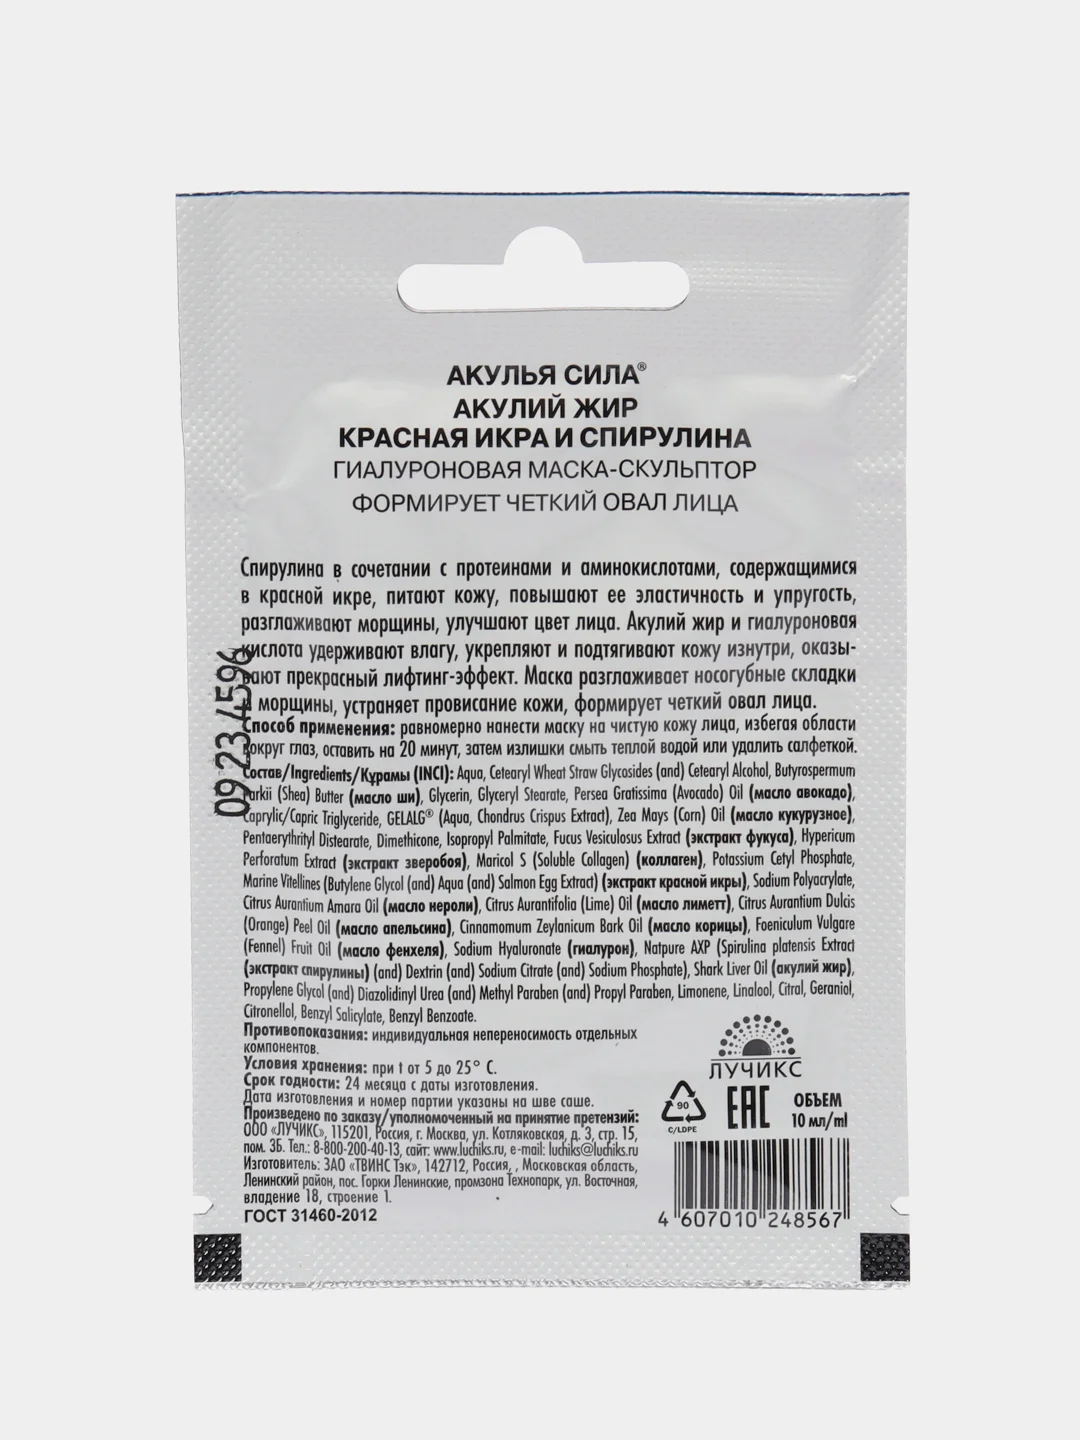 АКУЛЬЯ СИЛА®
АКУЛИЙ ЖИР
КРАСНАЯ ИКРА И СПИРУЛИНА
ГИАЛУРОНОВАЯ МАСКА-СКУЛЬПТОР
ФОРМИРУЕТ ЧЕТКИЙ ОВАЛ ЛИЦА
Спирулина в сочетании с протеинами и аминокислотами, содержащимися
в красной икре, питают кожу, повышают ее эластичность и упругость,
разглаживают морщины, улучшают цвет лица. Акулий жир и гиалуроновая
кислота удерживают влагу, укрепляют и подтягивают кожу изнутри, оказы-
вают прекрасный лифтинг-эффект. Маска разглаживает носогубные складки
и морщины, устраняет провисание кожи, формирует четкий овал лица.
Способ применения: равномерно нанести маску на чистую кожу лица, избегая области
вокруг глаз, оставить на 20 минут, затем излишки смыть теплой водой или удалить салфеткой.
Состав/Ingredients/Құрамы (INCI): Aqua, Cetearyl Wheat Straw Glycosides (and) Cetearyl Alcohol, Butyrospermum
Parkii (Shea) Butter (масло ши), Glycerin, Glyceryl Stearate, Persea Gratissima (Avocado) Oil (масло авокадо),
Caprylic/Capric Triglyceride, GELALG® (Aqua, Chondrus Crispus Extract), Zea Mays (Corn) Oil (масло кукурузное),
Pentaerythrityl Distearate, Dimethicone, Isopropyl Palmitate, Fucus Vesiculosus Extract (экстракт фукуса), Hypericum
Perforatum Extract (экстракт зверобоя), Maricol S (Soluble Collagen) (коллаген), Potassium Cetyl Phosphate,
Marine Vitellines (Butylene Glycol (and) Aqua (and) Salmon Egg Extract) (экстракт красной икры), Sodium Polyacrylate,
Citrus Aurantium Amara Oil (масло нероли), Citrus Aurantifolia (Lime) Oil (масло лиметт), Citrus Aurantium Dulcis
(Orange) Peel Oil (масло апельсина), Cinnamomum Zeylanicum Bark Oil (масло корицы), Foeniculum Vulgare
(Fennel) Fruit Oil (масло фенхеля), Sodium Hyaluronate (гиалурон), Natpure AXP (Spirulina platensis Extract
(экстракт спирулины) (and) Dextrin (and) Sodium Citrate (and) Sodium Phosphate), Shark Liver Oil (акулий жир),
Propylene Glycol (and) Diazolidinyl Urea (and) Methyl Paraben (and) Propyl Paraben, Limonene, Linalool, Citral, Geraniol,
Citronellol, Benzyl Salicylate, Benzyl Benzoate.
Противопоказания: индивидуальная непереносимость отдельных
компонентов.
Условия хранения: при t от 5 до 25° С.
Срок годности: 24 месяца с даты изготовления.
Дата изготовления и номер партии указаны на шве саше.
Произведено по заказу/уполномоченный на принятие претензий:
ООО «ЛУЧИКС», 115201, Россия, г. Москва, ул. Котляковская, д. 3, стр. 15,
пом. 3Б. Тел.: 8-800-200-40-13, сайт: www.luchiks.ru, e-mail: luchiks@luchiks.ru
Изготовитель: ЗАО «ТВИНС Тэк», 142712, Россия, , Московская область,
Ленинский район, пос. Горки Ленинские, промзона Технопарк, ул. Восточная,
владение 18, строение 1.
ГОСТ 31460-2012
09.23.4596
ЛУЧИКС
90
C/LDPE
EAC
ОБЪЕМ
10 мл/ml
4 607010 248567